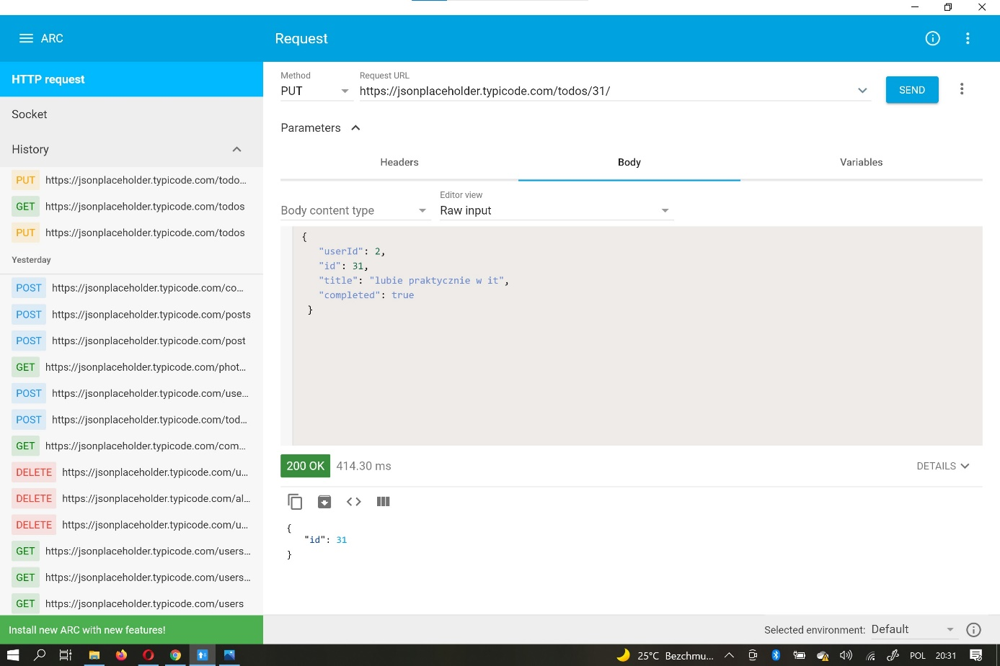 ARC
Request
HTTP request
Socket
History
PUT https://jsonplaceholder.typicode.com/todo...
GET https://jsonplaceholder.typicode.com/todos
PUT https://jsonplaceholder.typicode.com/todos
Yesterday
POST https://jsonplaceholder.typicode.com/co...
POST https://jsonplaceholder.typicode.com/posts
POST https://jsonplaceholder.typicode.com/post
GET https://jsonplaceholder.typicode.com/phot...
POST https://jsonplaceholder.typicode.com/use...
POST https://jsonplaceholder.typicode.com/tod...
GET https://jsonplaceholder.typicode.com/com...
DELETE https://jsonplaceholder.typicode.com/u...
DELETE https://jsonplaceholder.typicode.com/al...
DELETE https://jsonplaceholder.typicode.com/u...
GET https://jsonplaceholder.typicode.com/users...
GET https://jsonplaceholder.typicode.com/users...
GET https://jsonplaceholder.typicode.com/users
Install new ARC with new features!
Method Request URL
PUT https://jsonplaceholder.typicode.com/todos/31/
SEND
Parameters
Headers Body Variables
Editor view
Body content type Raw input
{
"userId": 2,
"id": 31,
"title": "lubie praktycznie w it",
"completed": true
}
200 OK 414.30 ms DETAILS
{
"id": 31
}
Selected environment: Default
25°C Bezchmu... POL 20:31